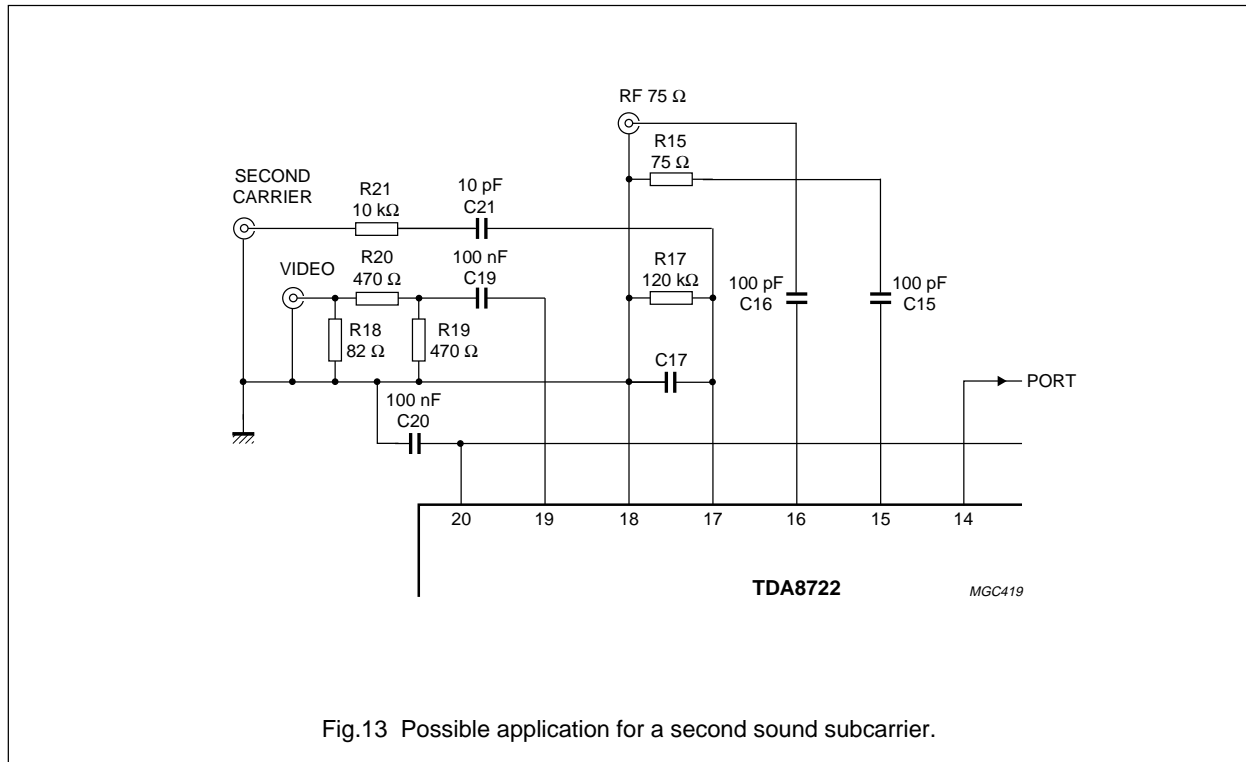 RF 75 Ω
R15
75 Ω
SECOND
CARRIER
R21
10 kΩ
10 pF
C21
VIDEO
R20
470 Ω
100 nF
C19
R17
120 kΩ
100 pF
C16
100 pF
C15
R18
82 Ω
R19
470 Ω
C17
PORT
100 nF
C20
20 19 18 17 16 15 14
TDA8722
MGC419
Fig.13 Possible application for a second sound subcarrier.